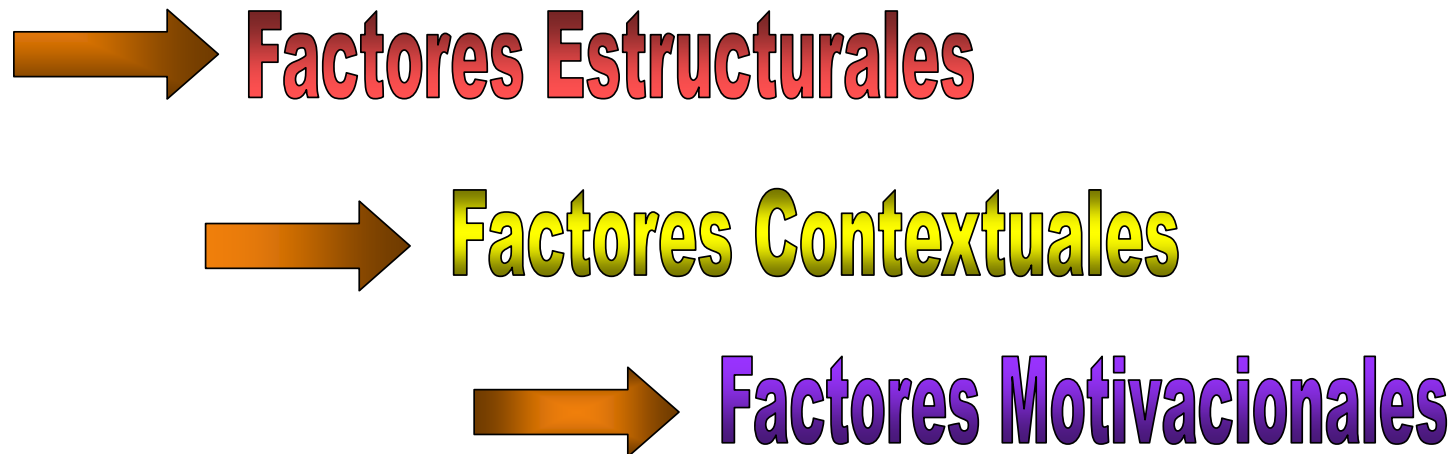 Factores Estructurales
Factores Contextuales
Factores Motivacionales